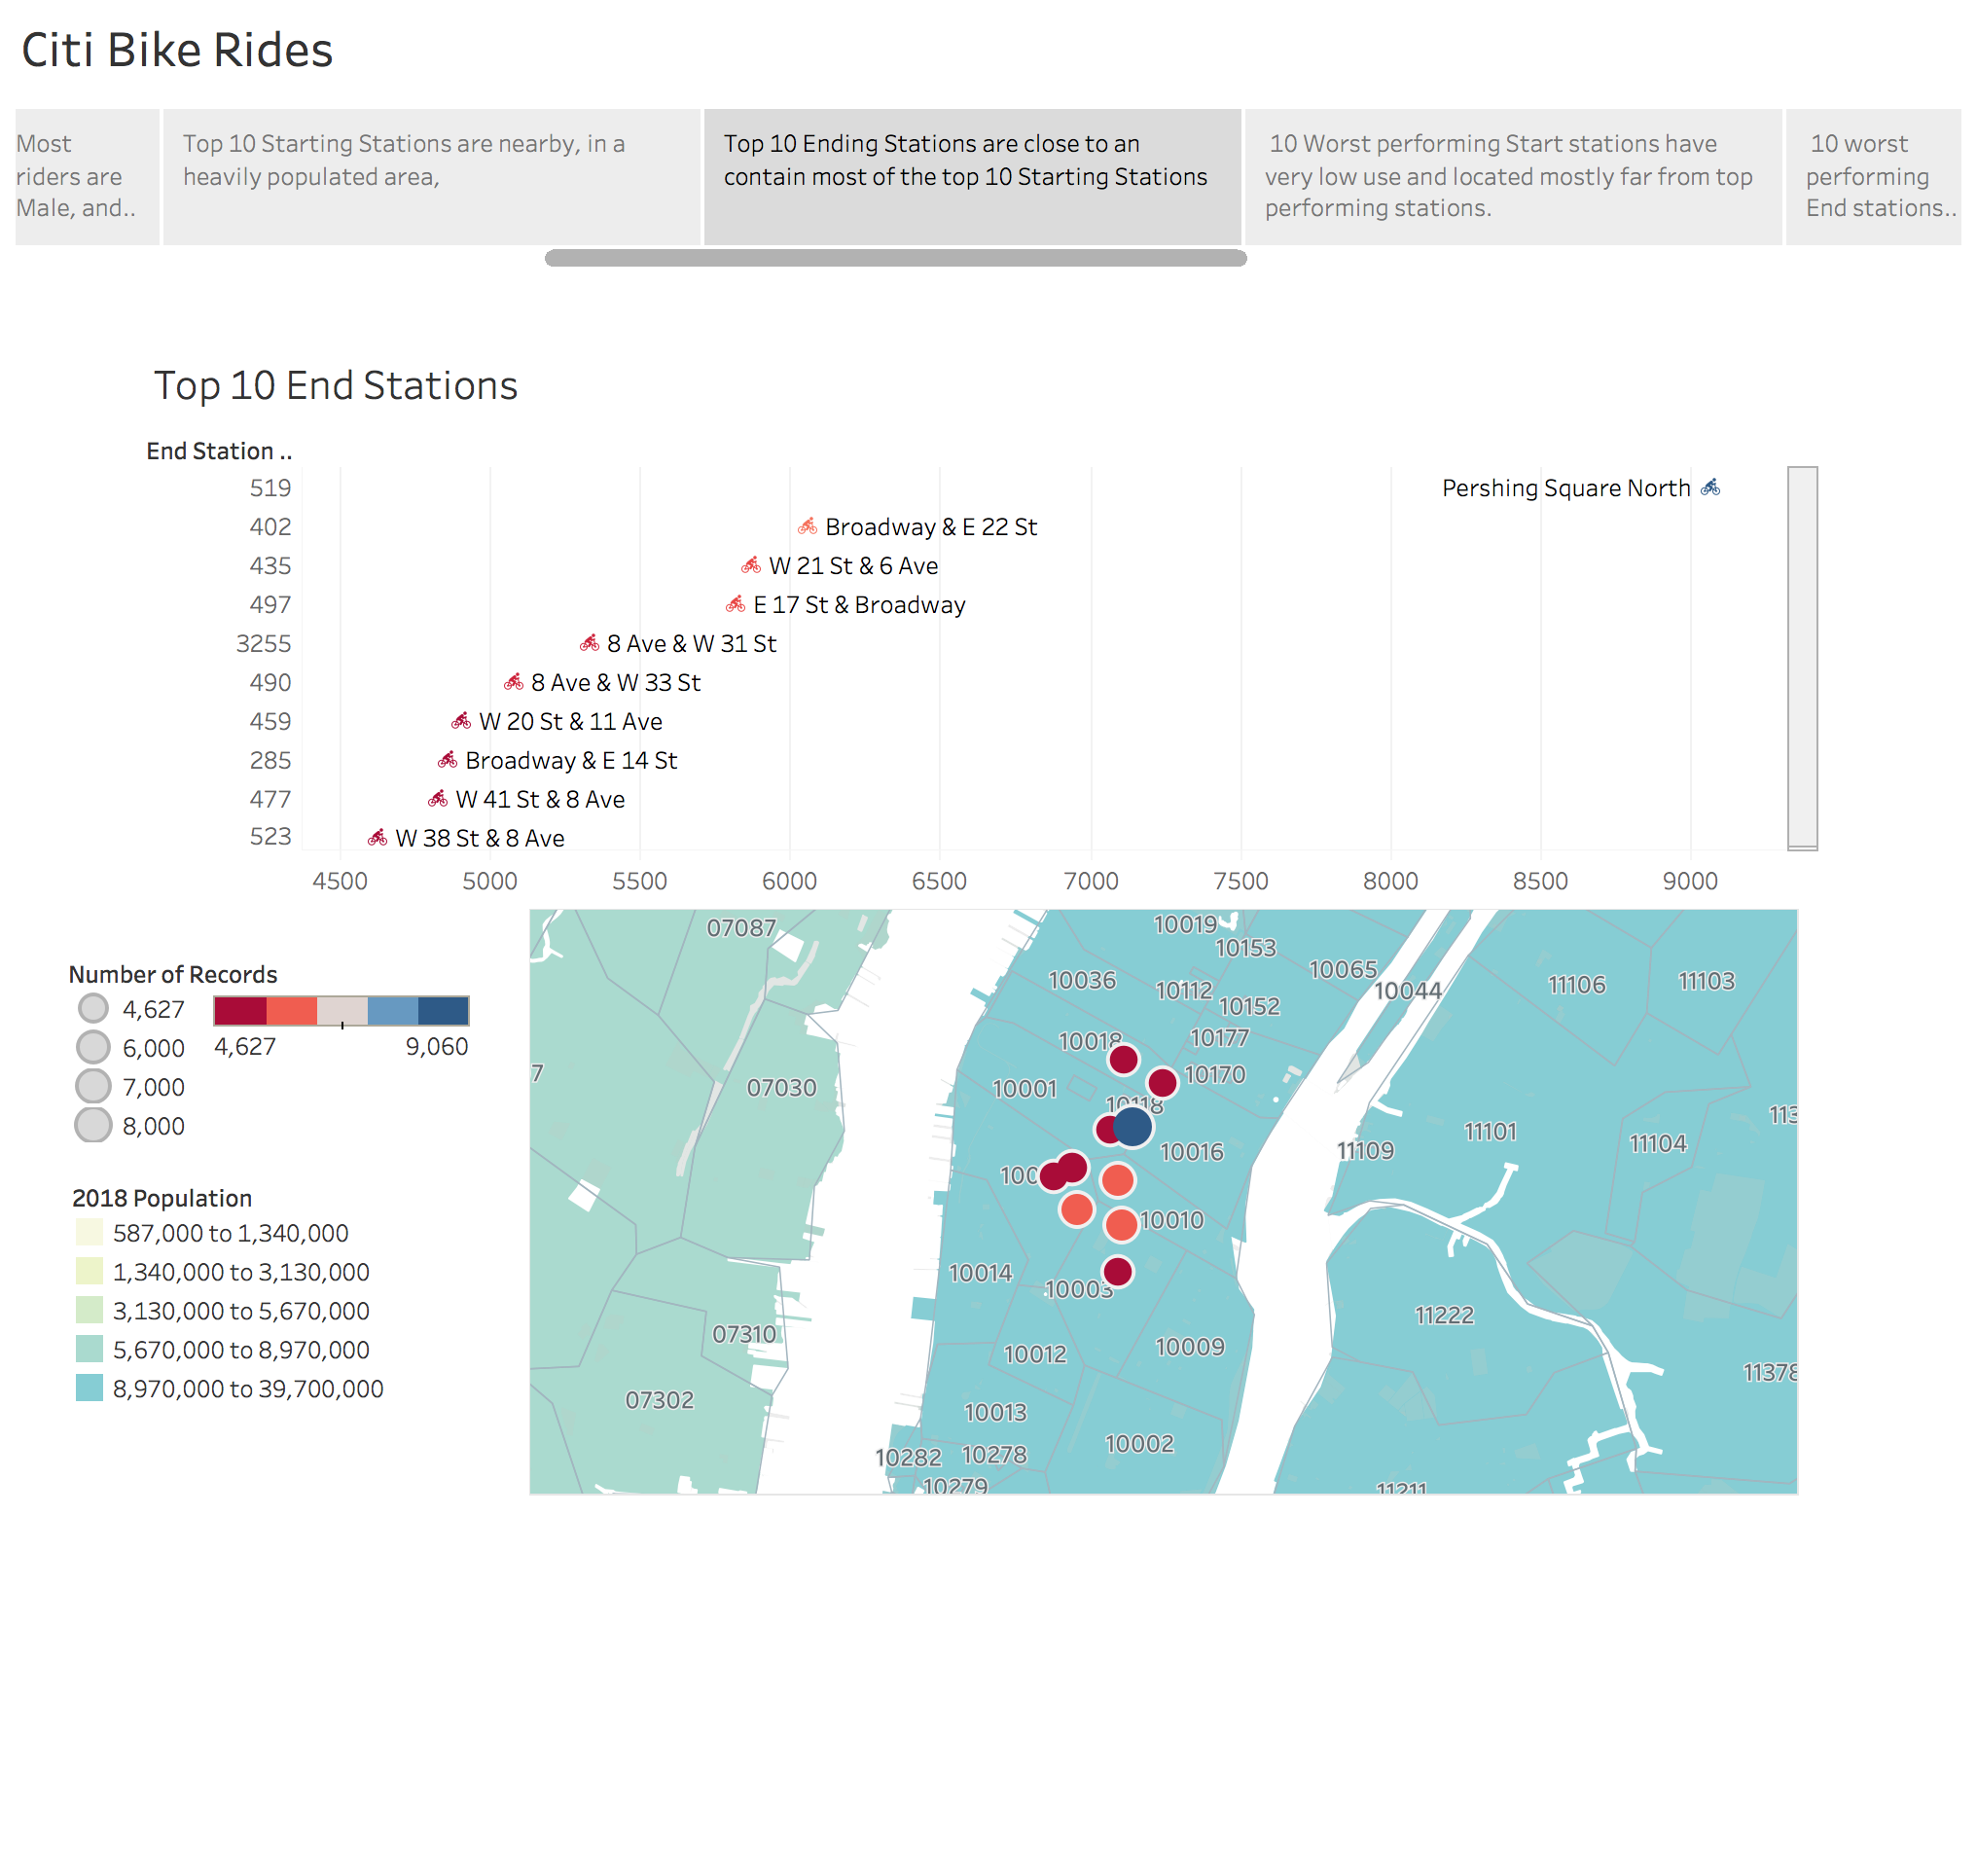 Citi Bike Rides
Most
riders are
Male, and..
Top 10 Starting Stations are nearby, in a
heavily populated area,
Top 10 Ending Stations are close to an
contain most of the top 10 Starting Stations
10 Worst performing Start stations have
very low use and located mostly far from top
performing stations.
10 worst
performing
End stations..
Top 10 End Stations
End Station ..
519
Pershing Square North
402
Broadway & E 22 St
435
W 21 St & 6 Ave
497
E 17 St & Broadway
3255
8 Ave & W 31 St
490
8 Ave & W 33 St
459
W 20 St & 11 Ave
285
Broadway & E 14 St
477
W 41 St & 8 Ave
523
W 38 St & 8 Ave
4500 5000 5500 6000 6500 7000 7500 8000 8500 9000
Number of Records
4,627
6,000
7,000
8,000
4,627 9,060
2018 Population
587,000 to 1,340,000
1,340,000 to 3,130,000
3,130,000 to 5,670,000
5,670,000 to 8,970,000
8,970,000 to 39,700,000
07087
10019
10153
10036
10065
10112
10044
11106
11103
10152
10018
10177
7
07030
10001
10170
10118
113
11101
11104
10016
11109
100
10010
10014
10003
11222
07310
10012
10009
11378
07302
10013
10002
10282
10278
10279
11211